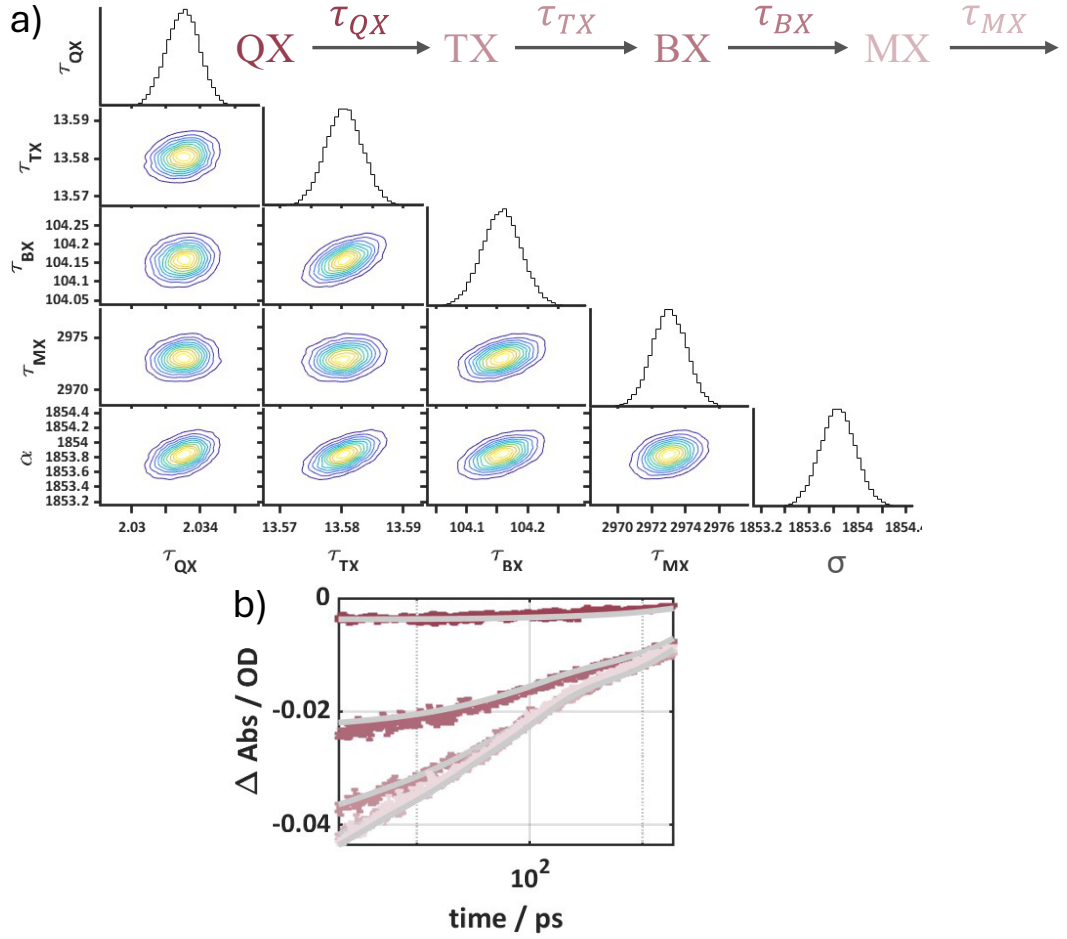 a)
QX τQX TX τTX BX τBX MX τMX
τQX
13.59
13.58
13.57
τTX
104.25
104.2
104.15
104.1
104.05
τBX
2975
2970
τMX
1854.4
1854.2
1854
1853.8
1853.6
1853.4
1853.2
α
2.03 2.034 13.57 13.58 13.59 104.1 104.2 2970 2972 2974 2976 1853.2 1853.6 1854 1854.4
τQX τTX τBX τMX σ
b)
0
-0.02
-0.04
Δ Abs / OD
10²
time / ps